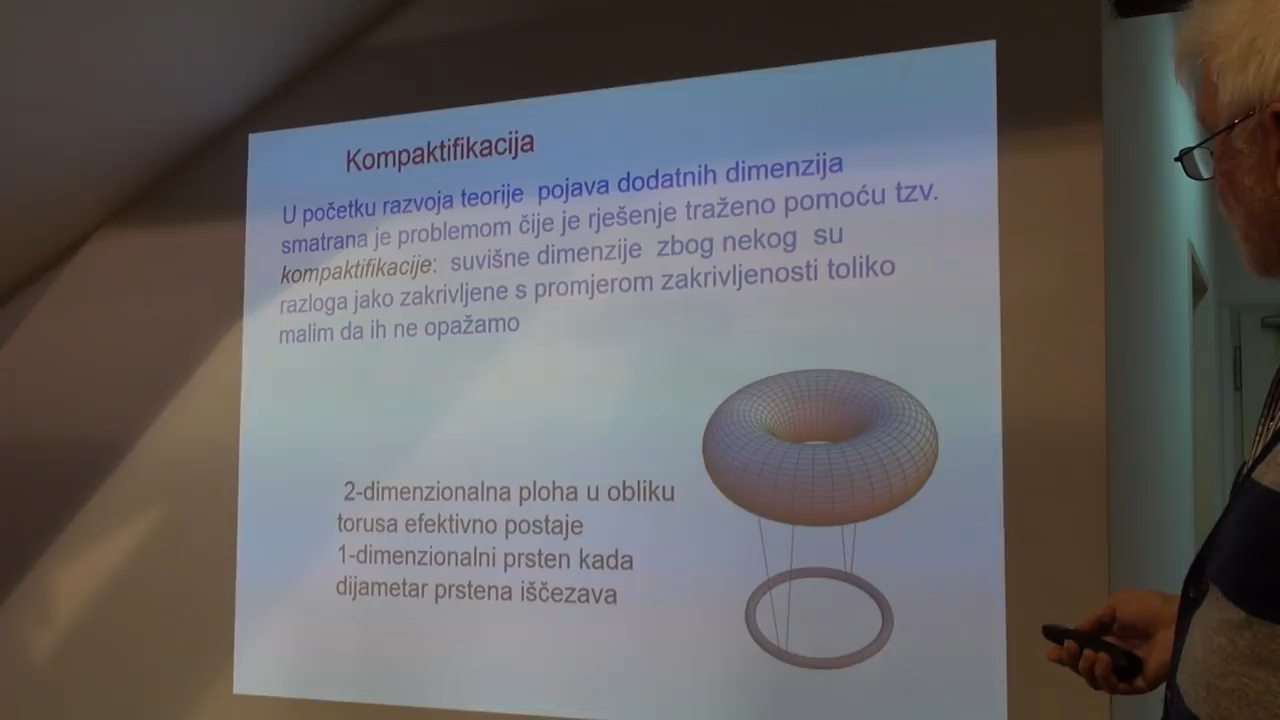 Kompaktifikacija
U početku razvoja teorije pojava dodatnih dimenzija
smatrana je problemom čije je rješenje traženo pomoću tzv.
kompaktifikacije: suvišne dimenzije zbog nekog su
razloga jako zakrivljene s promjerom zakrivljenosti toliko
malim da ih ne opažamo
2-dimenzionalna ploha u obliku
torusa efektivno postaje
1-dimenzionalni prsten kada
dijametar prstena iščezava